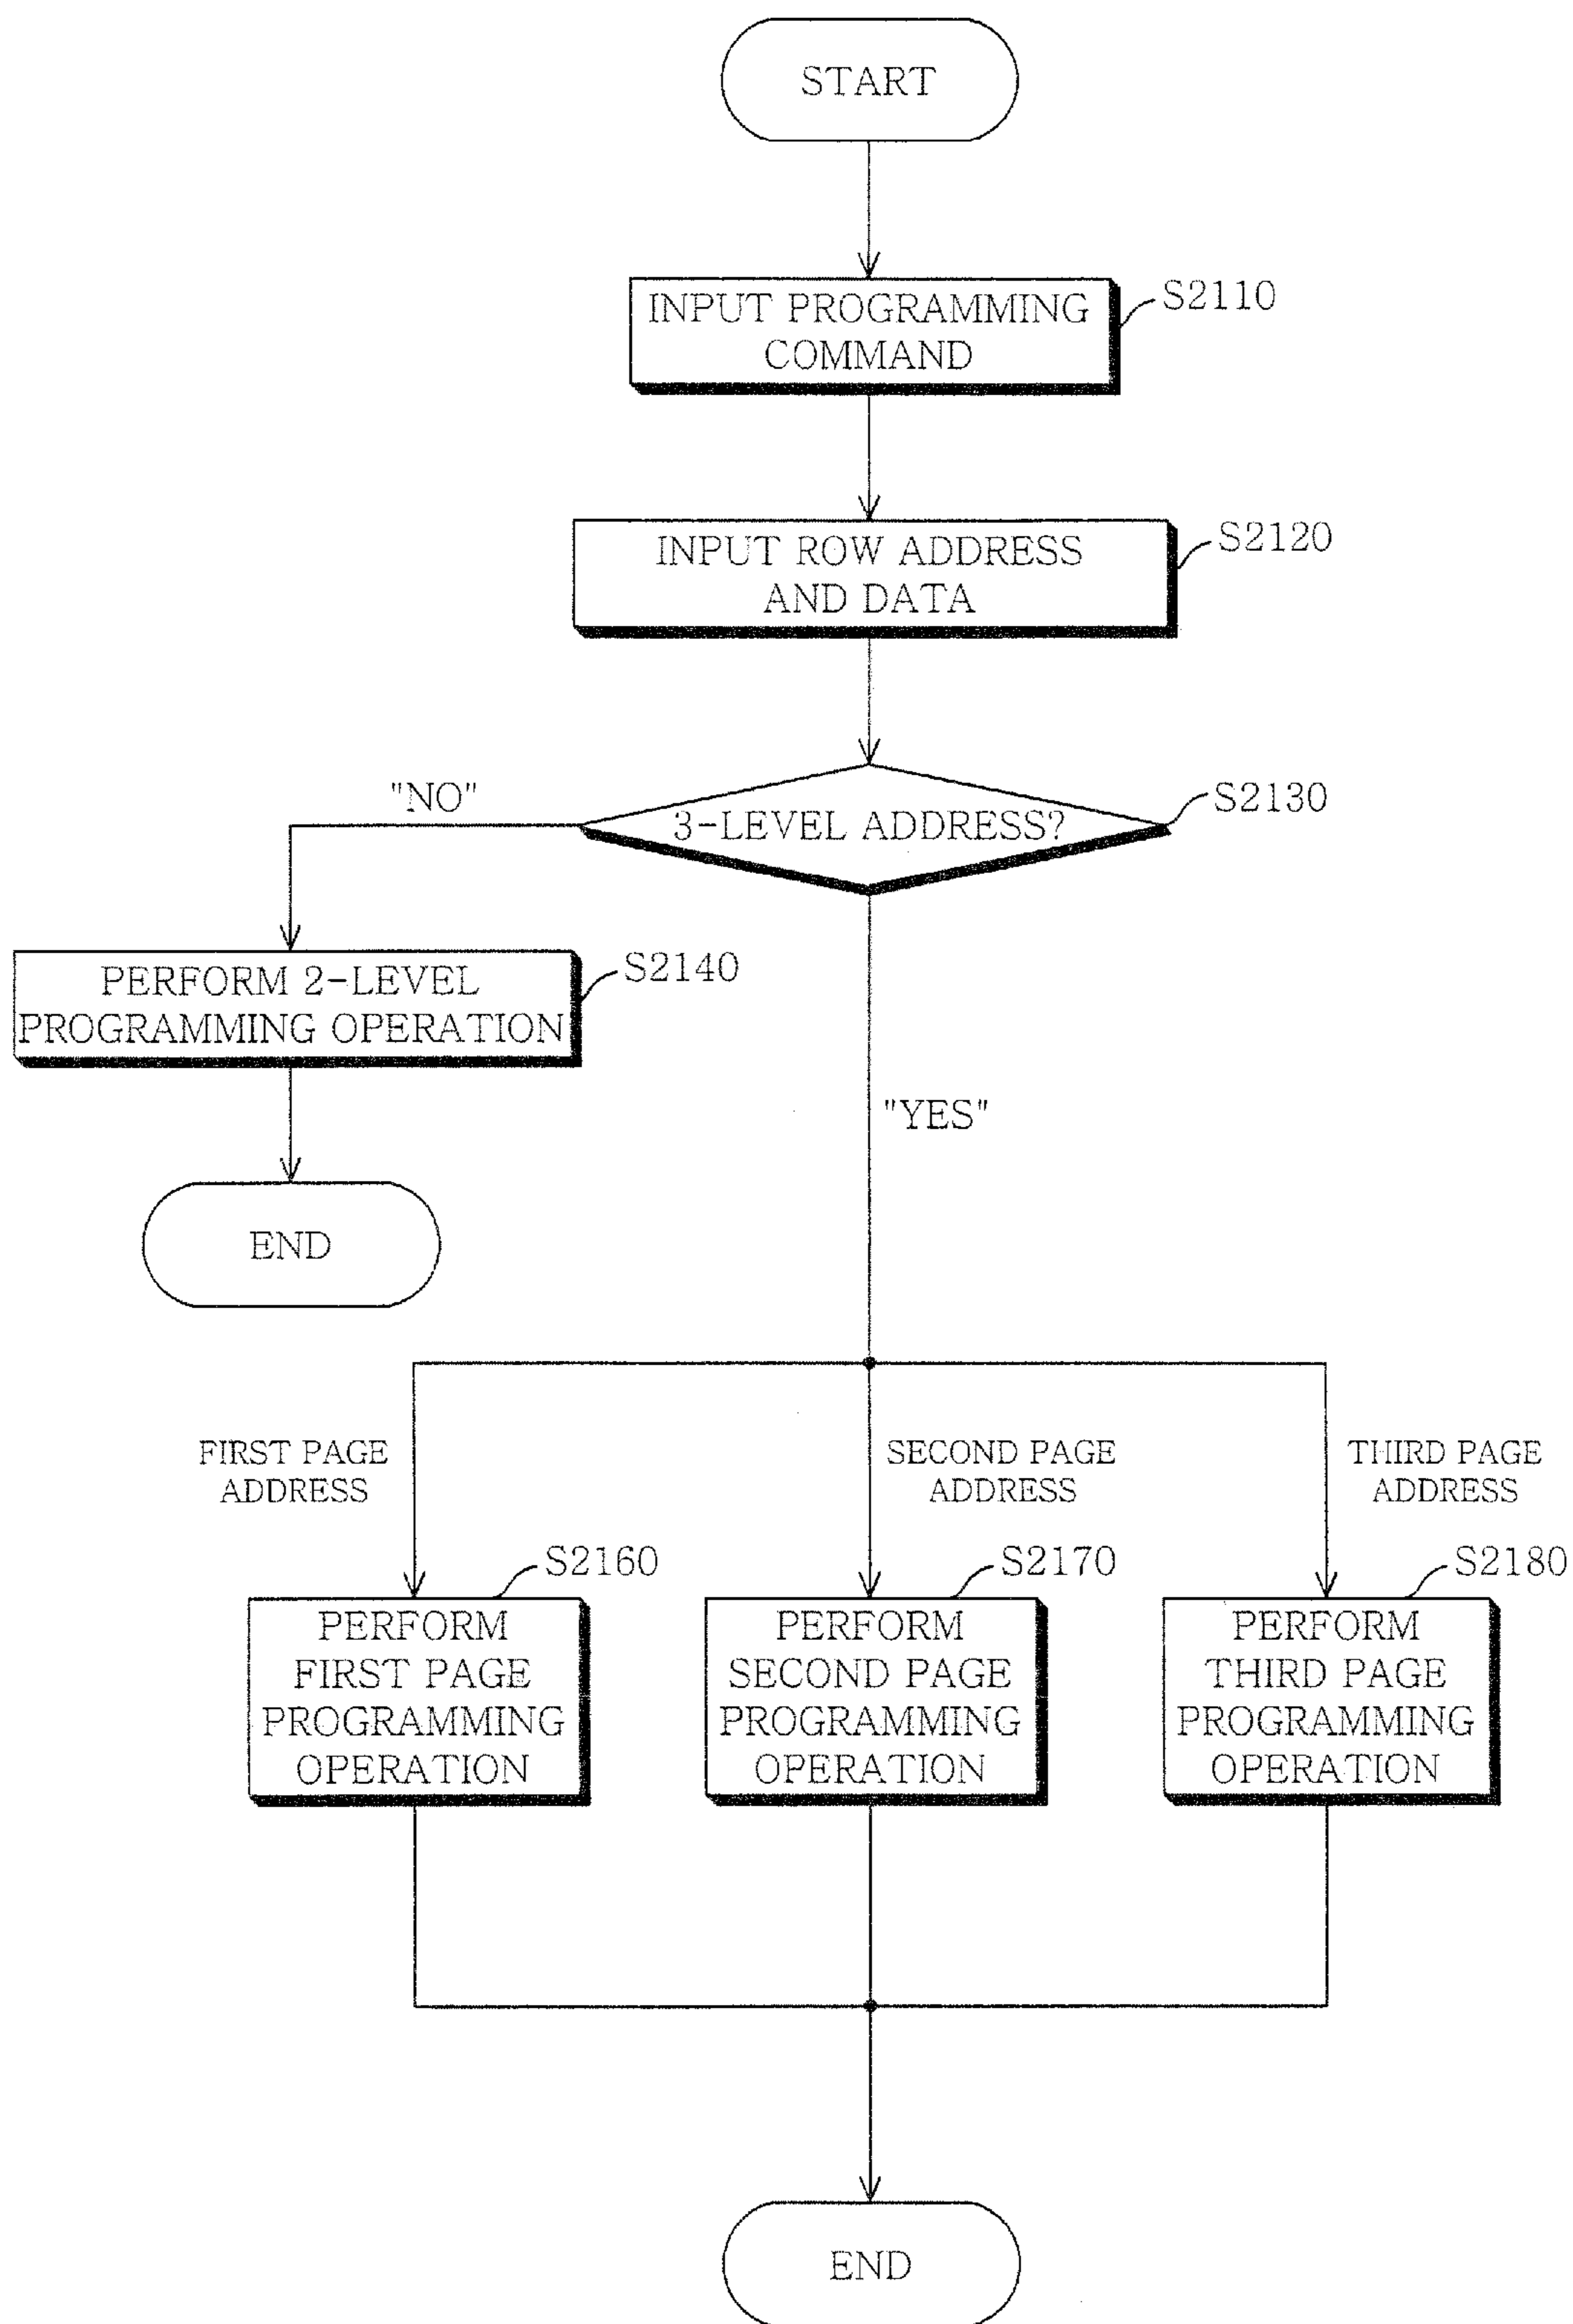 START
INPUT PROGRAMMING
COMMAND
S2110
INPUT ROW ADDRESS
AND DATA
S2120
3-LEVEL ADDRESS?
S2130
"NO"
PERFORM 2-LEVEL
PROGRAMMING OPERATION
S2140
END
"YES"
FIRST PAGE
ADDRESS
SECOND PAGE
ADDRESS
THIRD PAGE
ADDRESS
S2160
PERFORM
FIRST PAGE
PROGRAMMING
OPERATION
S2170
PERFORM
SECOND PAGE
PROGRAMMING
OPERATION
S2180
PERFORM
THIRD PAGE
PROGRAMMING
OPERATION
END